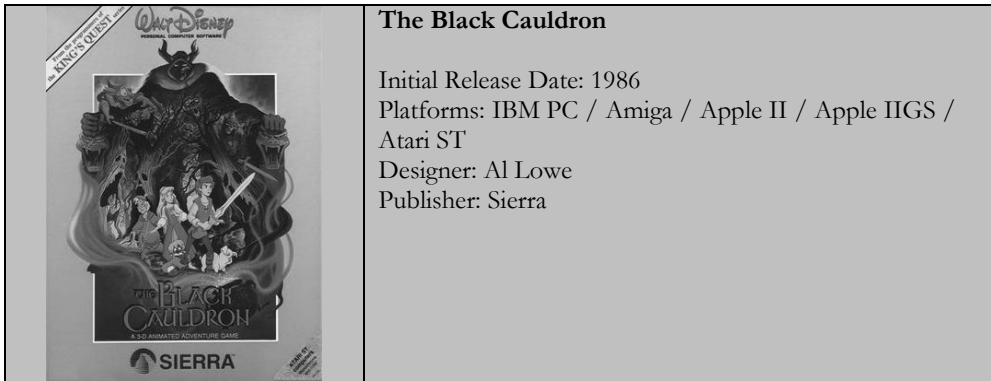 From the programmers of
the KING'S QUEST series
WALT DISNEY
PERSONAL COMPUTER SOFTWARE
THE BLACK
CAULDRON
A 3-D ANIMATED ADVENTURE GAME
SIERRA
ATARI ST
The Black Cauldron
Initial Release Date: 1986
Platforms: IBM PC / Amiga / Apple II / Apple IIGS /
Atari ST
Designer: Al Lowe
Publisher: Sierra